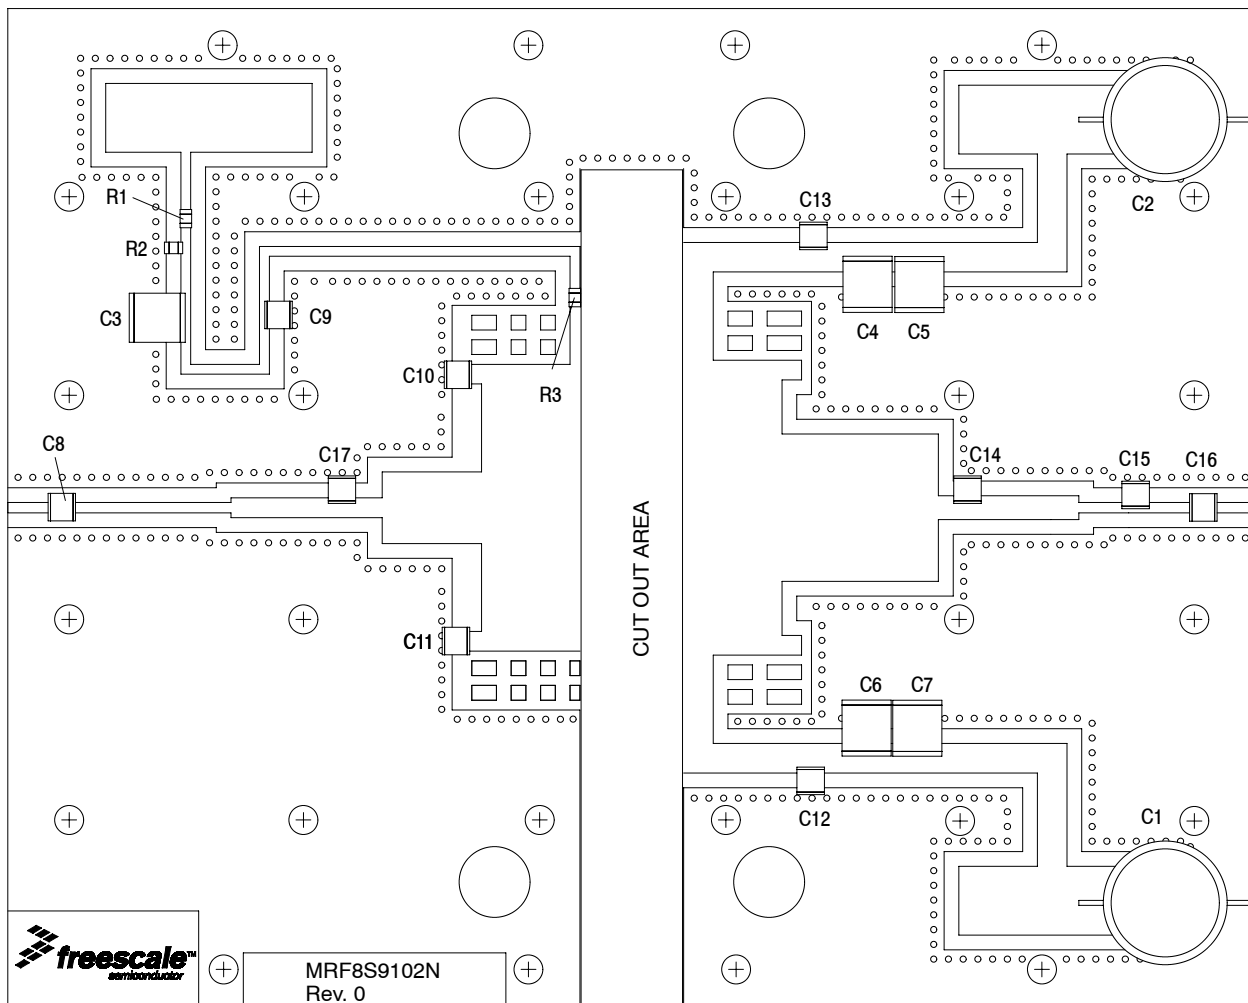 R1
C13
C2
R2
C3
C9
C4
C5
C10
R3
C8
C17
C14
C15
C16
CUT OUT AREA
C11
C6
C7
C12
C1
freescale™
semiconductor
MRF8S9102N
Rev. 0